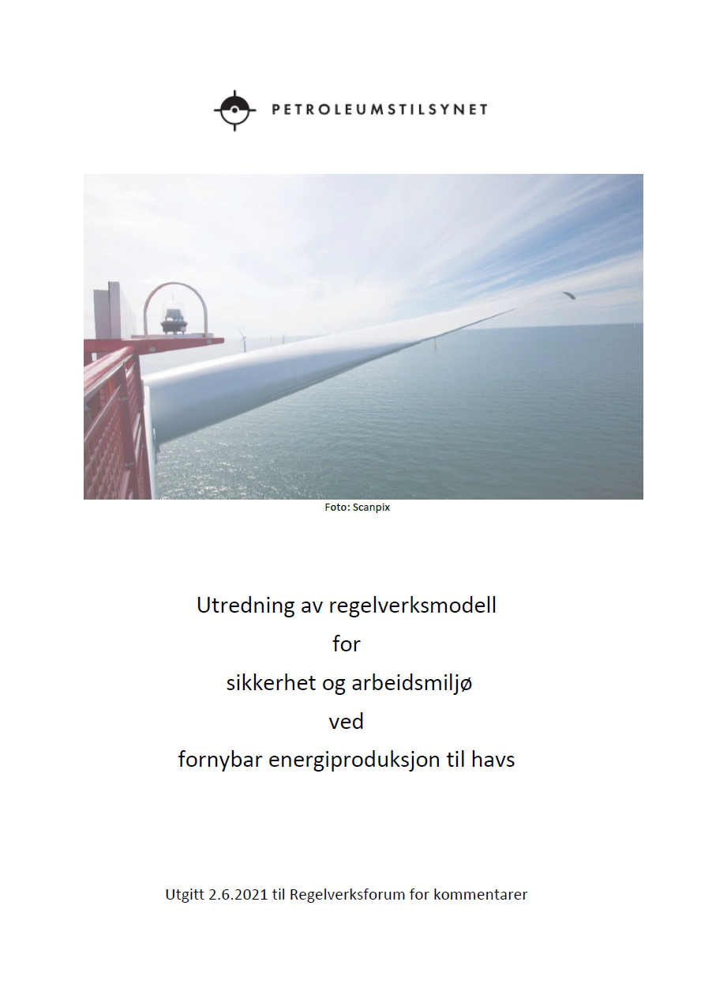 PETROLEUMSTILSYNET
Foto: Scanpix
Utredning av regelverksmodell
for
sikkerhet og arbeidsmiljø
ved
fornybar energiproduksjon til havs
Utgitt 2.6.2021 til Regelverksforum for kommentarer